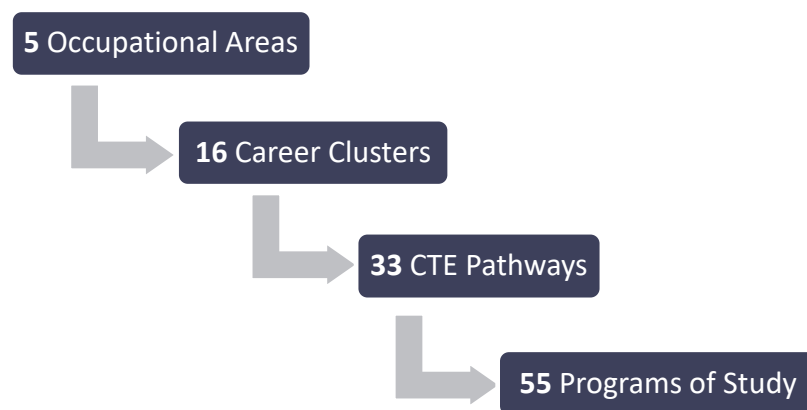 5 Occupational Areas
16 Career Clusters
33 CTE Pathways
55 Programs of Study